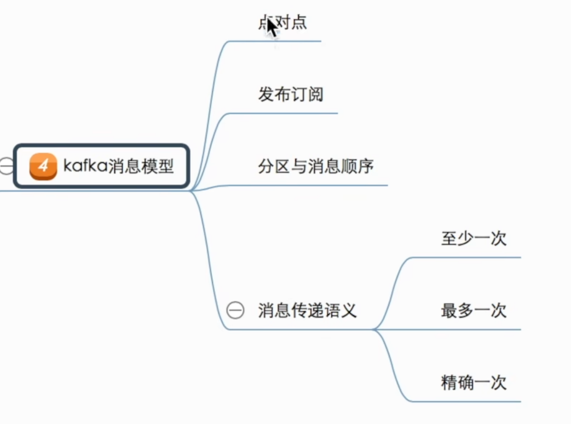 点对点
发布订阅
4 kafka消息模型
分区与消息顺序
至少一次
消息传递语义
最多一次
精确一次